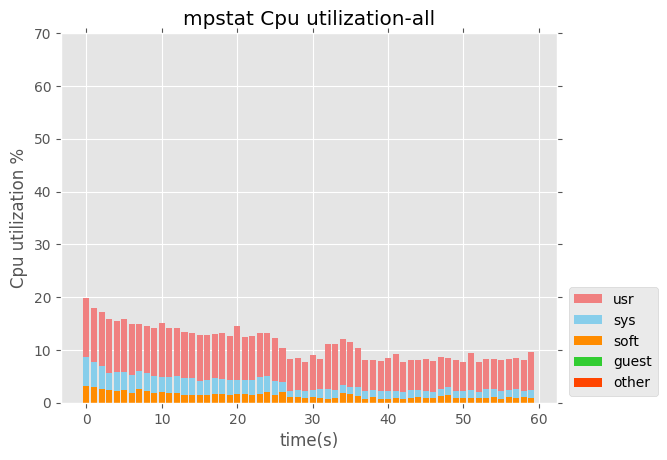 mpstat Cpu utilization-all
70
60
50
40
30
20
10
0
Cpu utilization %
0 10 20 30 40 50 60
time(s)
usr
sys
soft
guest
other